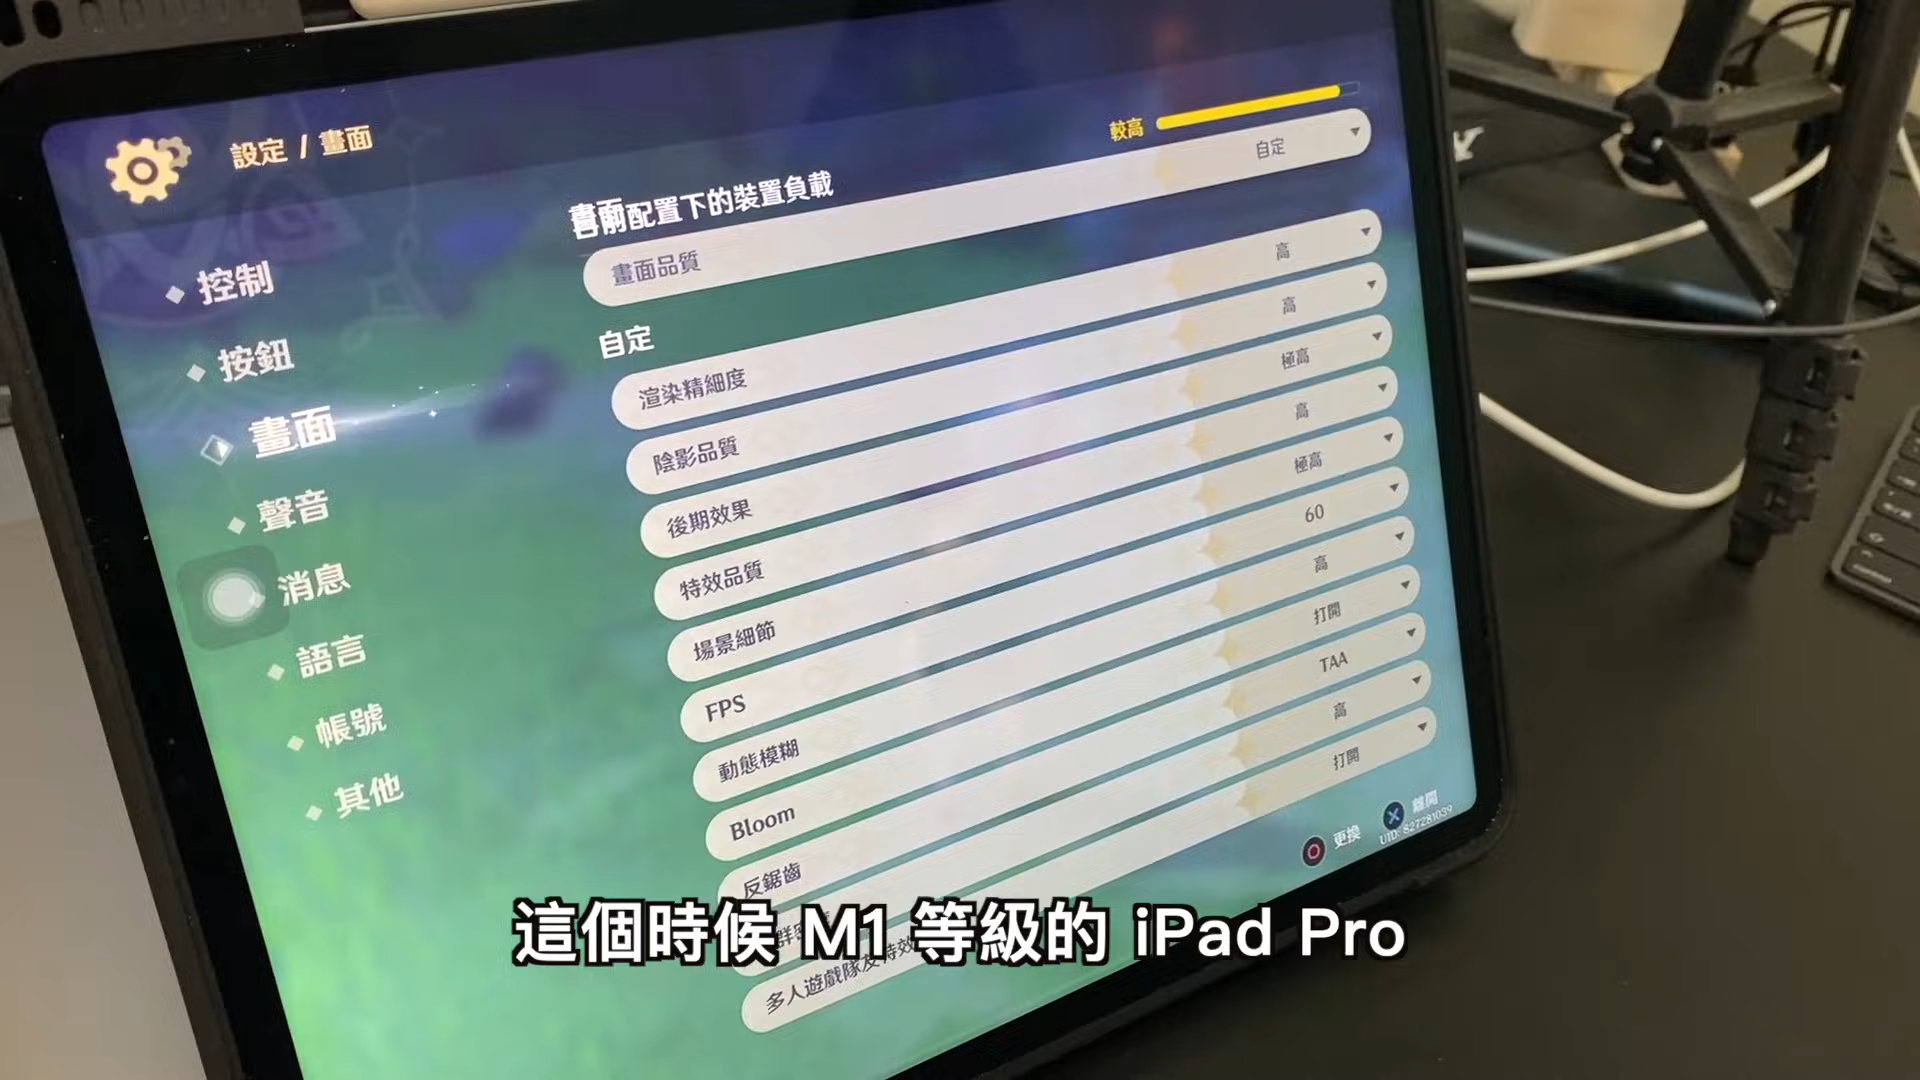 設定 / 畫面
較高
目前配置下的裝置負載
畫面
畫面品質 自定
自定
渲染精細度 高
陰影品質 高
後期效果 極高
特效品質 高
場景細節 極高
FPS 60
動態模糊 高
Bloom 打開
反鋸齒 TAA
高
多人遊戲隊友特效 打開
控制
按鈕
畫面
聲音
消息
語言
帳號
其他
更換
離開
UID: 827281039
這個時候 M1 等級的 iPad Pro